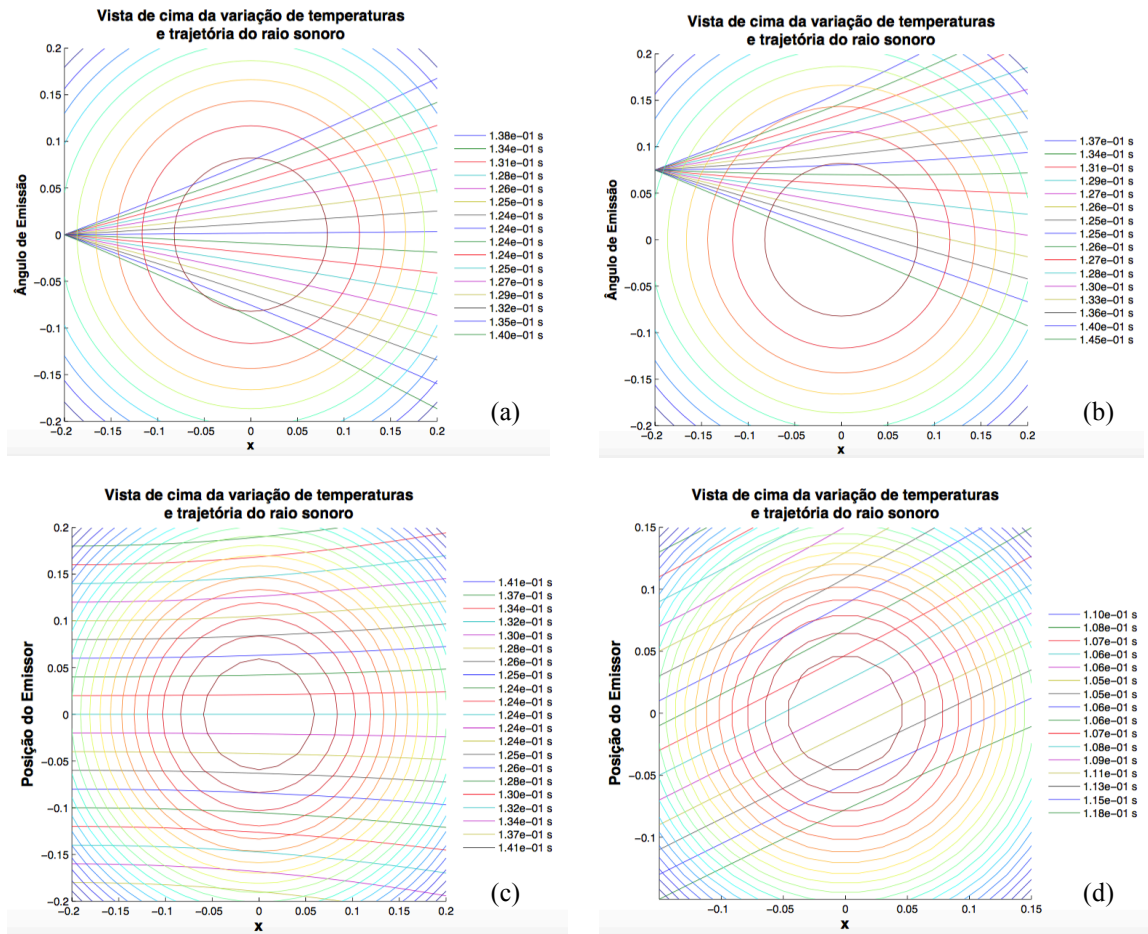 Vista de cima da variação de temperaturas
e trajetória do raio sonoro
Ângulo de Emissão
0.2
0.15
0.1
0.05
0
−0.05
−0.1
−0.15
−0.2
−0.2 −0.15 −0.1 −0.05 0 0.05 0.1 0.15 0.2
x
1.38e−01 s
1.34e−01 s
1.31e−01 s
1.28e−01 s
1.26e−01 s
1.25e−01 s
1.24e−01 s
1.24e−01 s
1.24e−01 s
1.24e−01 s
1.25e−01 s
1.27e−01 s
1.29e−01 s
1.32e−01 s
1.35e−01 s
1.40e−01 s
(a)
Vista de cima da variação de temperaturas
e trajetória do raio sonoro
Ângulo de Emissão
0.2
0.15
0.1
0.05
0
−0.05
−0.1
−0.15
−0.2
−0.2 −0.15 −0.1 −0.05 0 0.05 0.1 0.15 0.2
x
1.37e−01 s
1.34e−01 s
1.31e−01 s
1.29e−01 s
1.27e−01 s
1.26e−01 s
1.25e−01 s
1.25e−01 s
1.26e−01 s
1.27e−01 s
1.28e−01 s
1.30e−01 s
1.33e−01 s
1.36e−01 s
1.40e−01 s
1.45e−01 s
(b)
Vista de cima da variação de temperaturas
e trajetória do raio sonoro
Posição do Emissor
0.2
0.15
0.1
0.05
0
−0.05
−0.1
−0.15
−0.2
−0.2 −0.15 −0.1 −0.05 0 0.05 0.1 0.15 0.2
x
1.41e−01 s
1.37e−01 s
1.34e−01 s
1.32e−01 s
1.30e−01 s
1.28e−01 s
1.26e−01 s
1.25e−01 s
1.24e−01 s
1.24e−01 s
1.24e−01 s
1.24e−01 s
1.24e−01 s
1.25e−01 s
1.26e−01 s
1.28e−01 s
1.30e−01 s
1.32e−01 s
1.34e−01 s
1.37e−01 s
1.41e−01 s
(c)
Vista de cima da variação de temperaturas
e trajetória do raio sonoro
Posição do Emissor
0.15
0.1
0.05
0
−0.05
−0.1
−0.1 −0.05 0 0.05 0.1 0.15
x
1.10e−01 s
1.08e−01 s
1.07e−01 s
1.06e−01 s
1.06e−01 s
1.05e−01 s
1.05e−01 s
1.06e−01 s
1.06e−01 s
1.07e−01 s
1.08e−01 s
1.09e−01 s
1.11e−01 s
1.13e−01 s
1.15e−01 s
1.18e−01 s
(d)